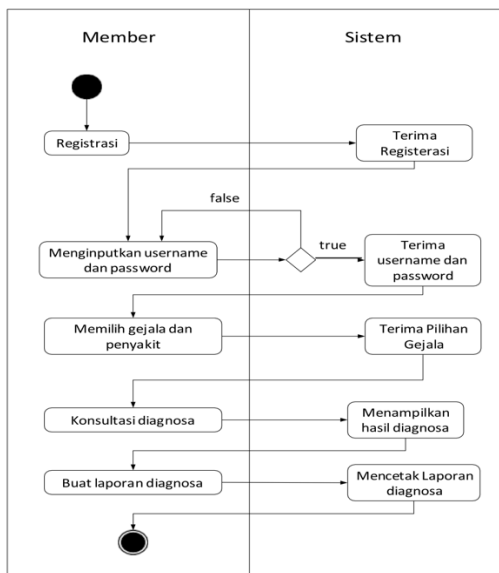 Member
Sistem
Registrasi
Terima
Registerasi
false
Menginputkan username
dan password
true
Terima
username dan
password
Memilih gejala dan
penyakit
Terima Pilihan
Gejala
Konsultasi diagnosa
Menampilkan
hasil diagnosa
Buat laporan diagnosa
Mencetak Laporan
diagnosa